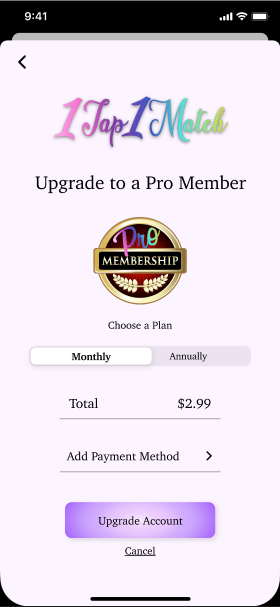 9:41
1Tap1Match
Upgrade to a Pro Member
Pro
MEMBERSHIP
Choose a Plan
Monthly Annually
Total $2.99
Add Payment Method
Upgrade Account
Cancel